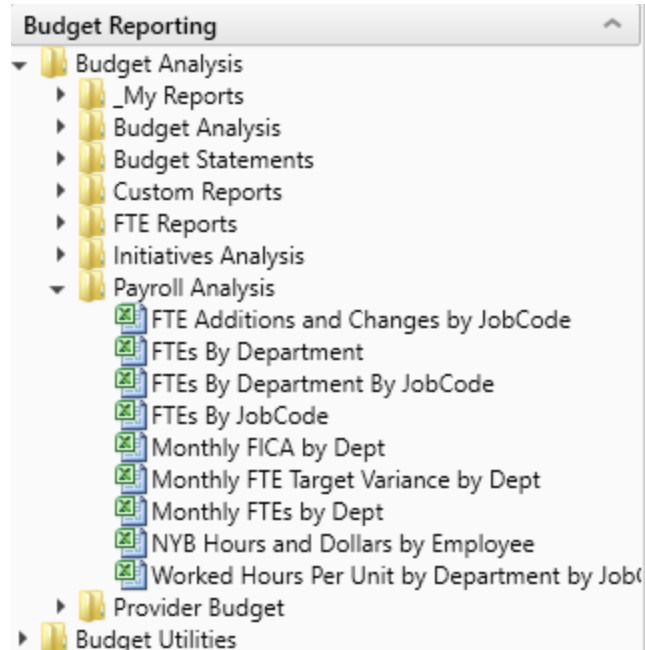 Budget Reporting
Budget Analysis
_My Reports
Budget Analysis
Budget Statements
Custom Reports
FTE Reports
Initiatives Analysis
Payroll Analysis
FTE Additions and Changes by JobCode
FTEs By Department
FTEs By Department By JobCode
FTEs By JobCode
Monthly FICA by Dept
Monthly FTE Target Variance by Dept
Monthly FTEs by Dept
NYB Hours and Dollars by Employee
Worked Hours Per Unit by Department by Job
Provider Budget
Budget Utilities